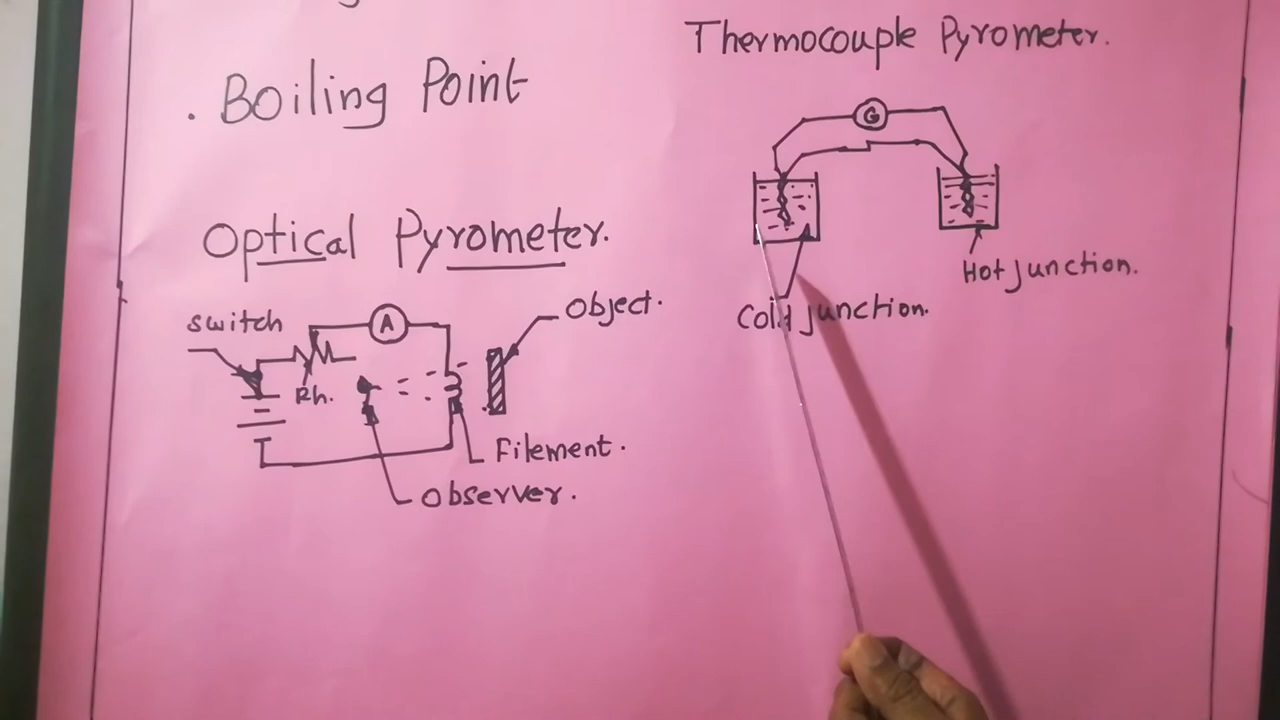 . Boiling Point
Optical Pyrometer.
Switch
A
Object.
Rh.
Filement.
Observer.
Thermocouple Pyrometer.
G
Cold Junction.
Hot Junction.